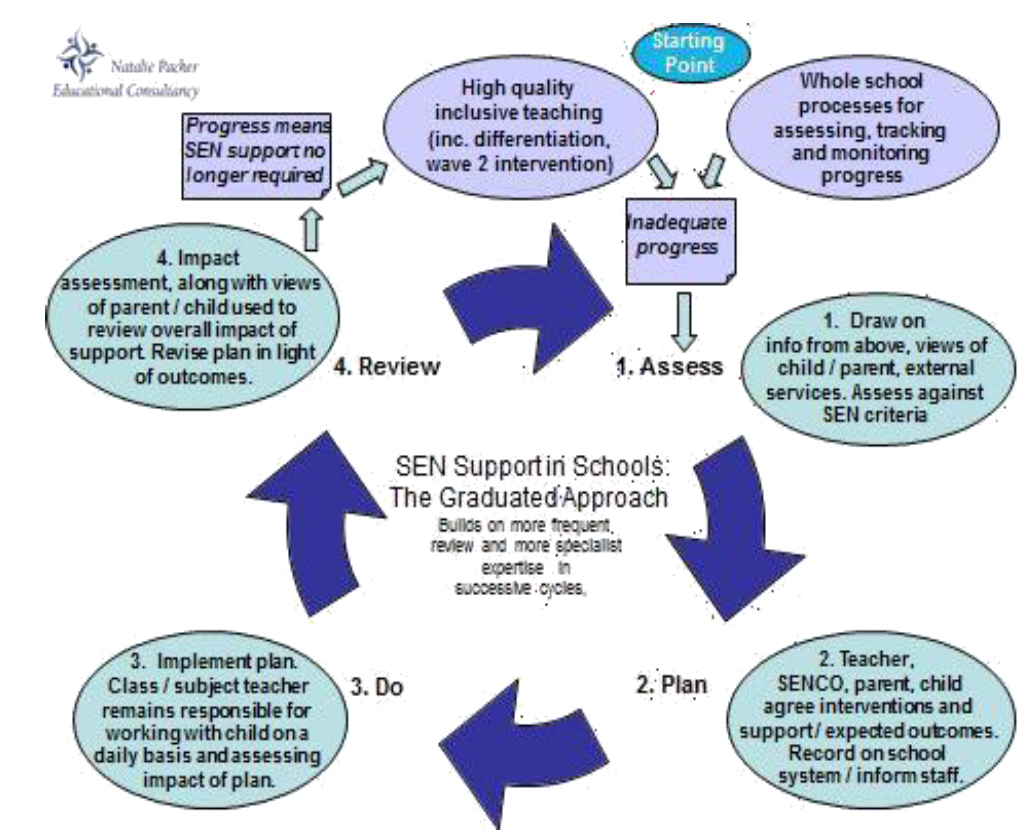 Natalie Packer
Educational Consultancy
Starting
Point
High quality
inclusive teaching
(inc. differentiation,
wave 2 intervention)
Whole school
processes for
assessing, tracking
and monitoring
progress
Progress means
SEN support no
longer required
Inadequate
progress
4. Impact
assessment, along with views
of parent / child used to
review overall impact of
support. Revise plan in light
of outcomes.
4. Review
1. Assess
1. Draw on
info from above, views of
child / parent, external
services. Assess against
SEN criteria
SEN Support in Schools:
The Graduated Approach
Builds on more frequent
review and more specialist
expertise in
successive cycles,
3. Implement plan.
Class / subject teacher
remains responsible for
working with child on a
daily basis and assessing
impact of plan.
3. Do
2. Plan
2. Teacher,
SENCO, parent, child
agree interventions and
support / expected outcomes.
Record on school
system / inform staff.